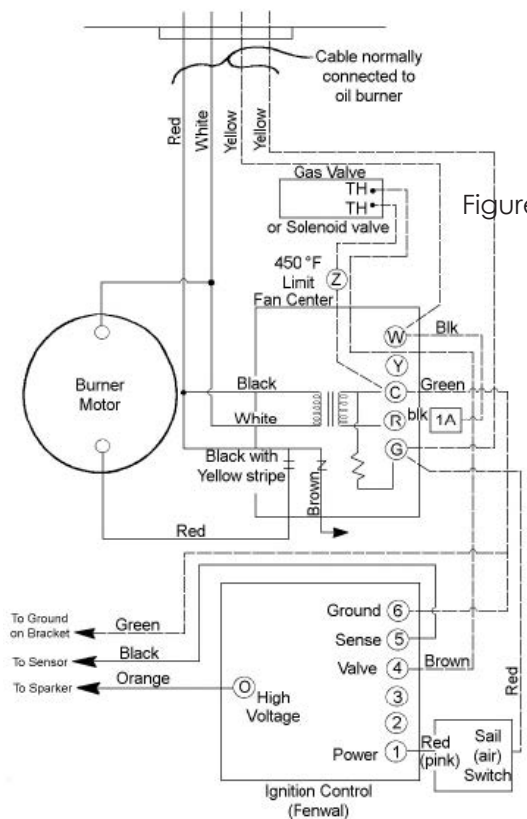 Cable normally
connected to
oil burner
Red
White
Yellow
Yellow
Gas Valve
TH
TH
or Solenoid valve
Figure
450 °F
Limit
Z
Fan Center
W
Blk
Y
Burner
Motor
Black
C
Green
White
R
blk
1A
G
Black with
Yellow stripe
Brown
Red
To Ground
on Bracket
Green
To Sensor
Black
To Sparker
Orange
O
High
Voltage
Ground
6
Sense
5
Valve
4
Brown
3
2
Power
1
Red
(pink)
Red
Sail
(air)
Switch
Ignition Control
(Fenwal)